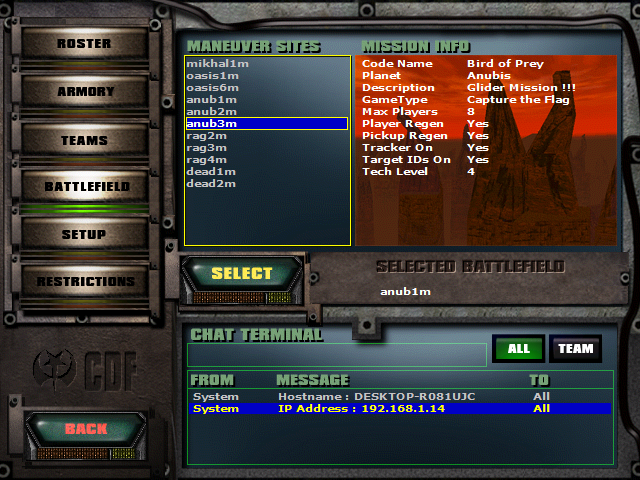 ROSTER
ARMORY
TEAMS
BATTLEFIELD
SETUP
RESTRICTIONS
CDF
BACK
MANEUVER SITES
mikhal1m
oasis1m
oasis6m
anub1m
anub2m
anub3m
rag2m
rag3m
rag4m
dead1m
dead2m
MISSION INFO
Code Name Bird of Prey
Planet Anubis
Description Glider Mission !!!
GameType Capture the Flag
Max Players 8
Player Regen Yes
Pickup Regen Yes
Tracker On Yes
Target IDs On Yes
Tech Level 4
SELECT
SELECTED BATTLEFIELD
anub1m
CHAT TERMINAL
ALL TEAM
FROM MESSAGE TO
System Hostname : DESKTOP-R081UJC All
System IP Address : 192.168.1.14 All